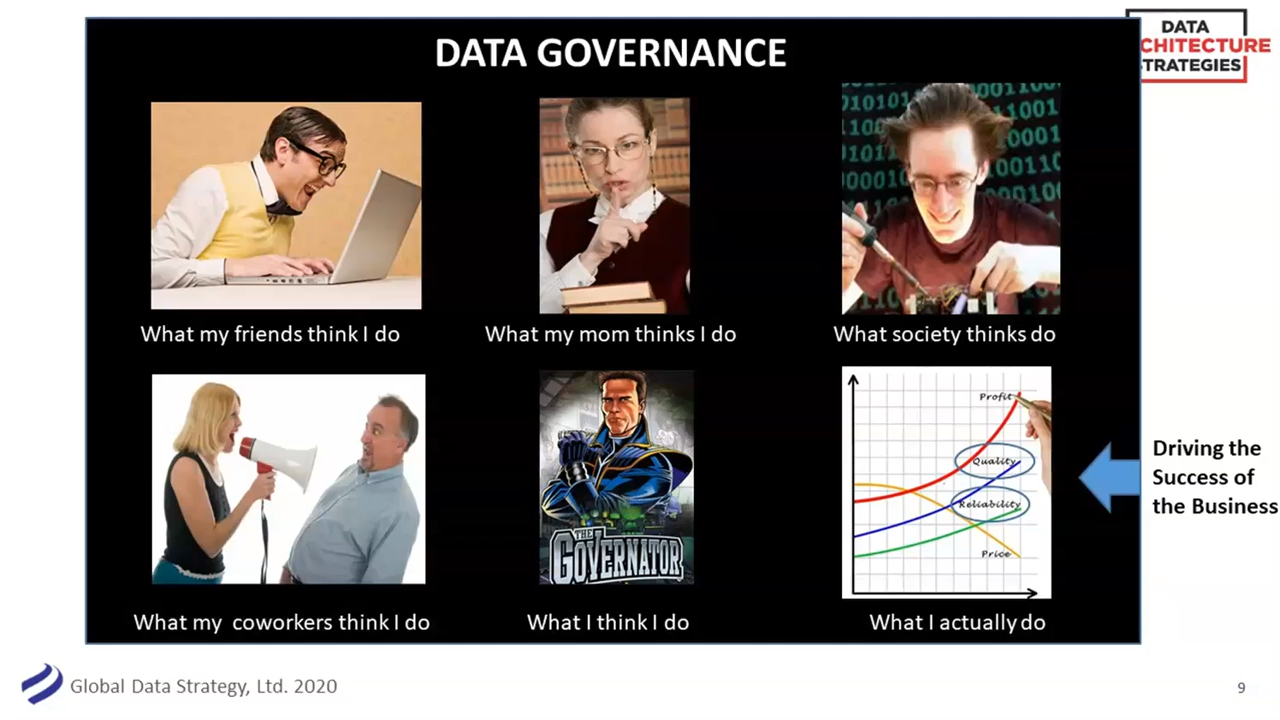 DATA GOVERNANCE
DATA
CHITECTURE
TRATEGIES
What my friends think I do
What my mom thinks I do
What society thinks do
THE
GOVERNATOR
Profit
Quality
Reliability
Price
What my coworkers think I do
What I think I do
What I actually do
Driving the
Success of
the Business
Global Data Strategy, Ltd. 2020
9